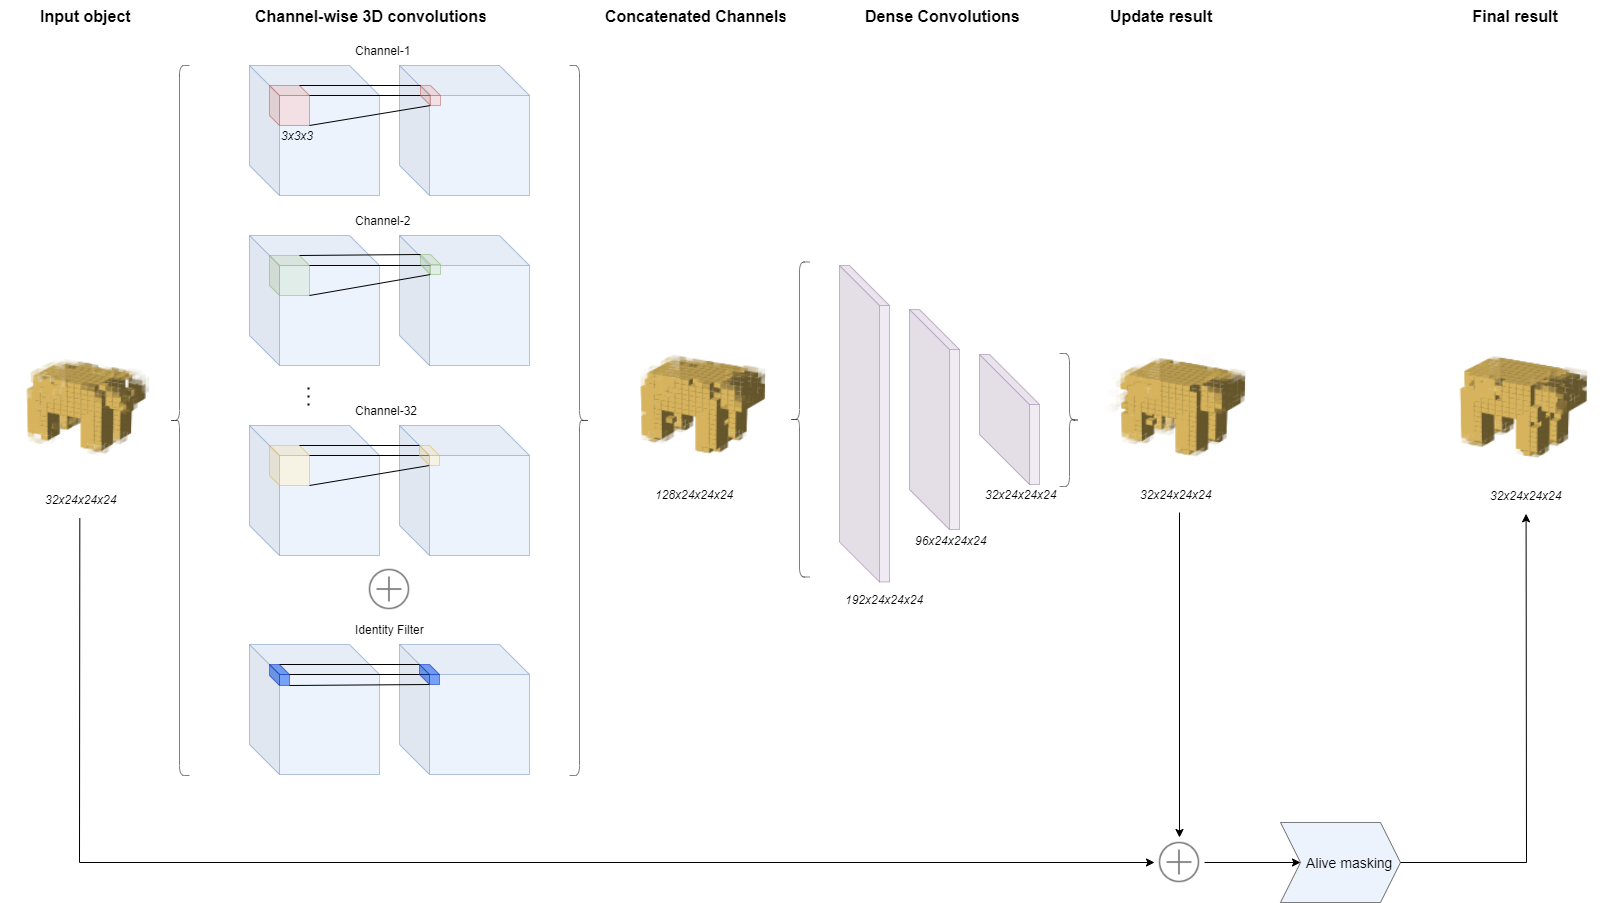 Input object
Channel-wise 3D convolutions
Concatenated Channels
Dense Convolutions
Update result
Final result
Channel-1
3x3x3
Channel-2
Channel-32
Identity Filter
32x24x24x24
128x24x24x24
192x24x24x24
96x24x24x24
32x24x24x24
32x24x24x24
32x24x24x24
Alive masking